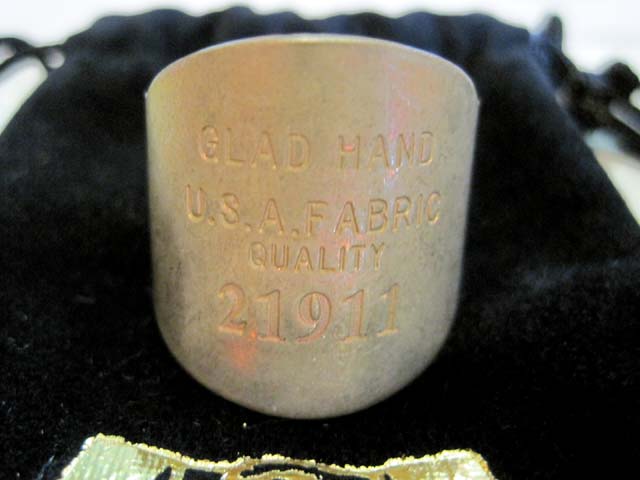 GLAD HAND
U.S.A. FABRIC
QUALITY
21911